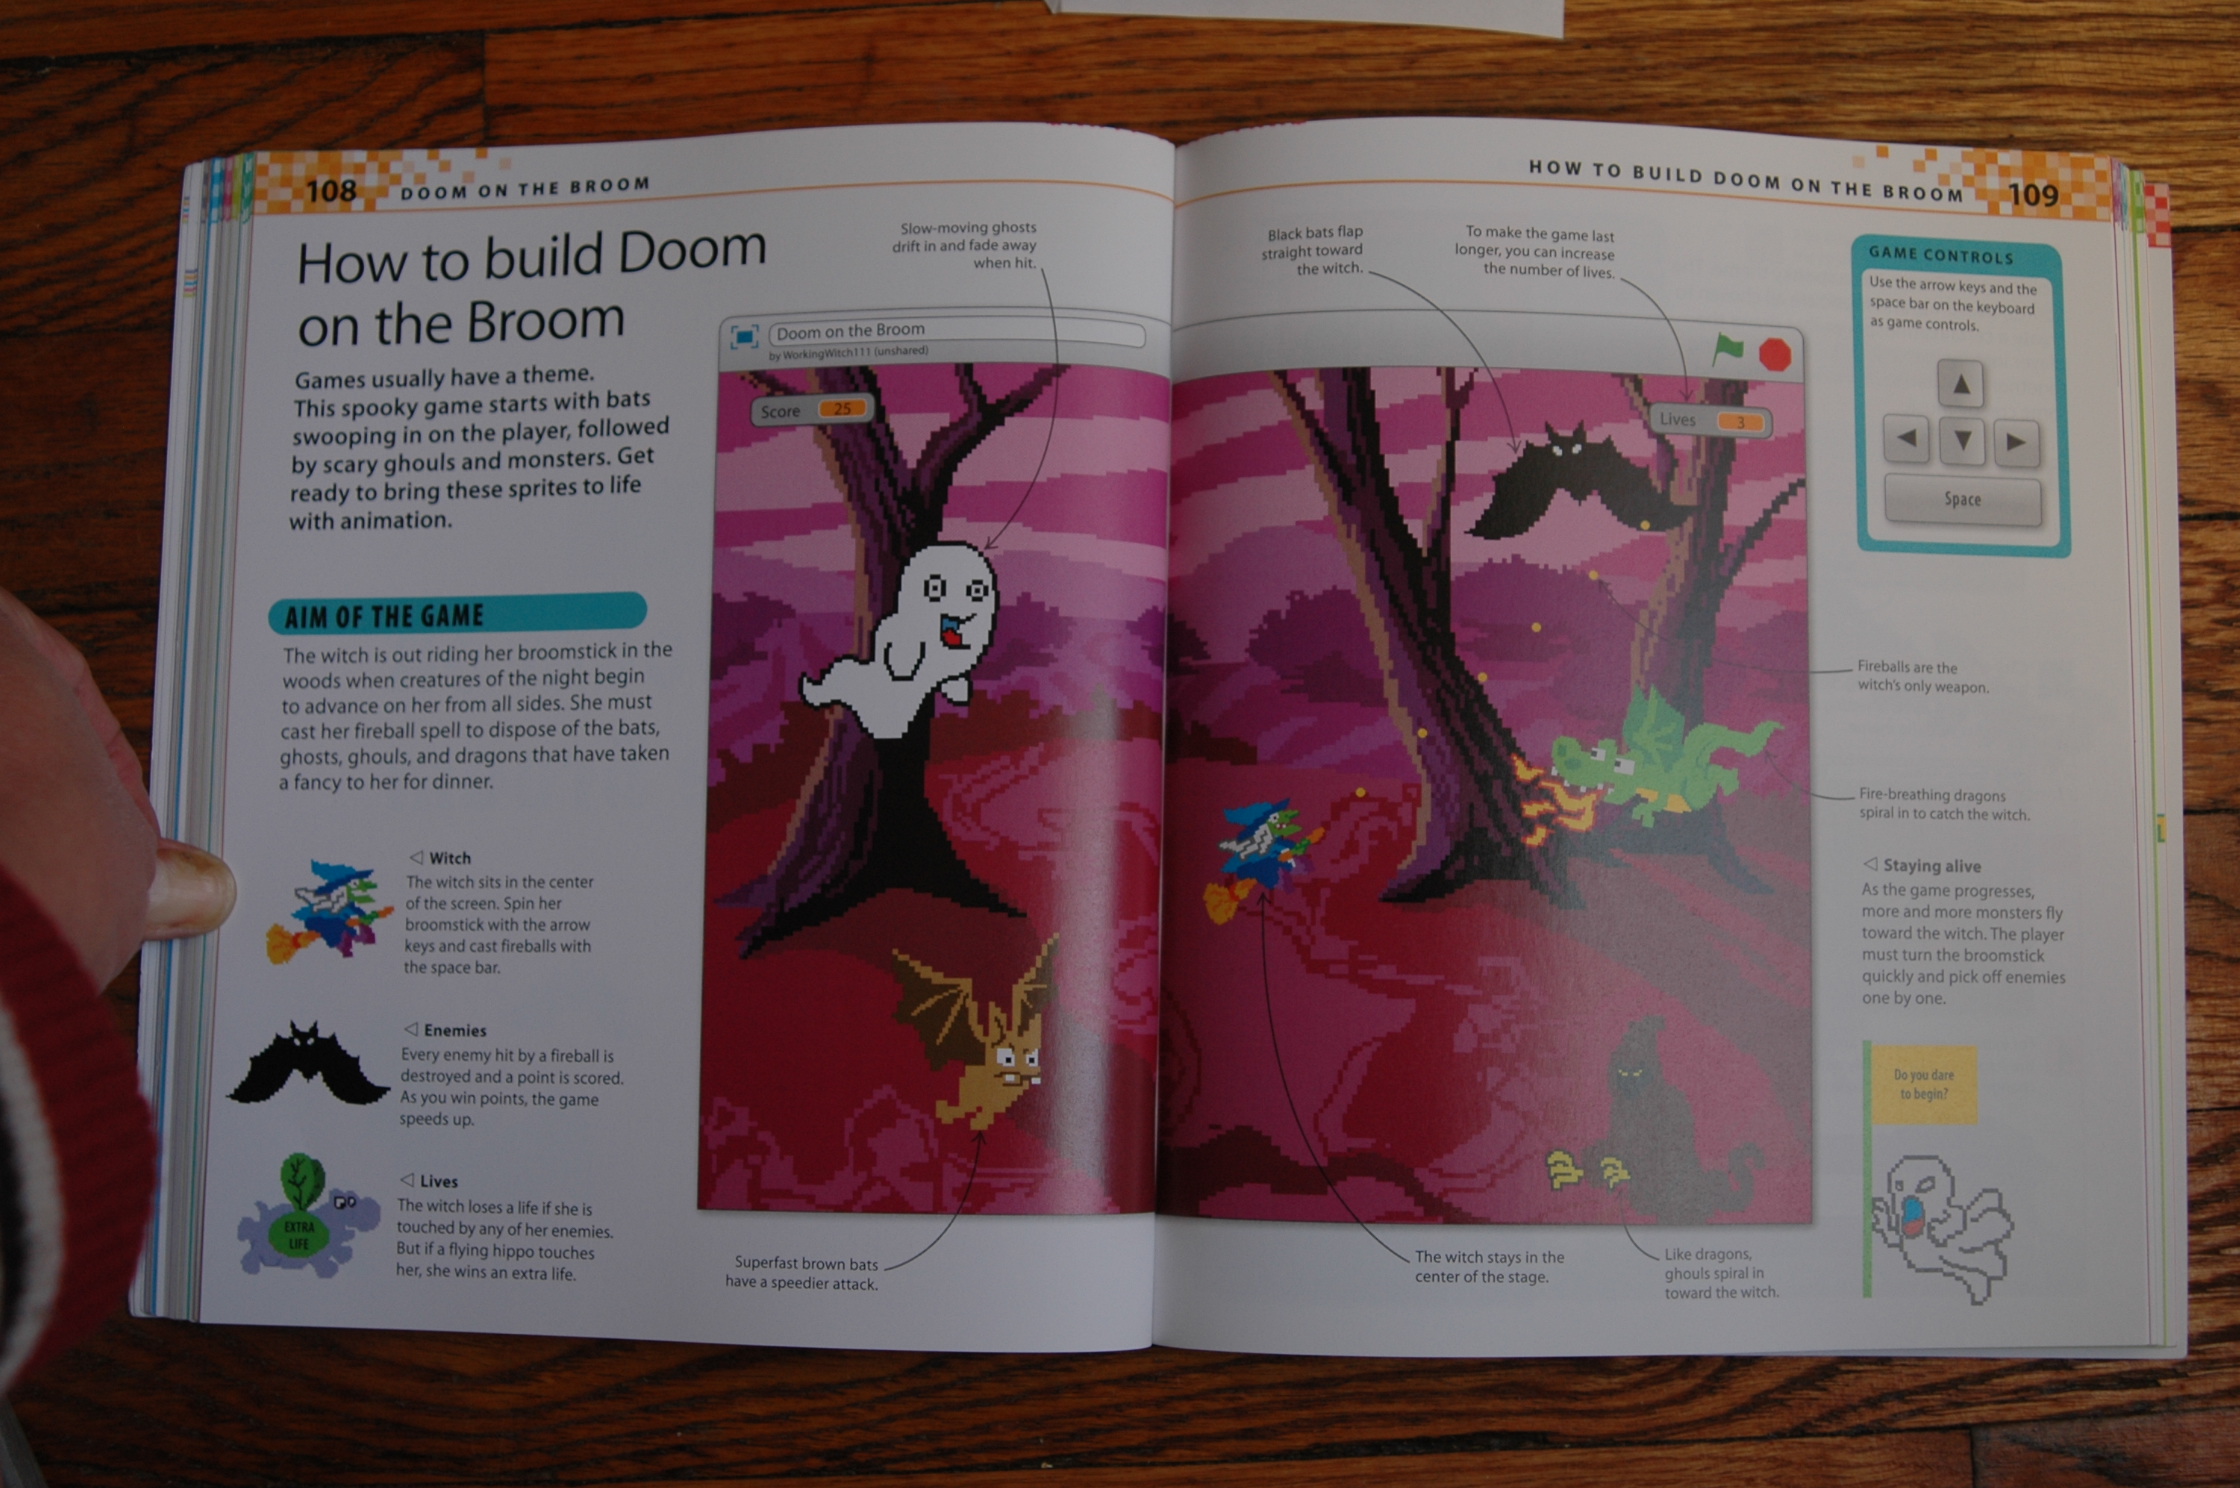 108
DOOM ON THE BROOM
How to build Doom
on the Broom
Games usually have a theme.
This spooky game starts with bats
swooping in on the player, followed
by scary ghouls and monsters. Get
ready to bring these sprites to life
with animation.
AIM OF THE GAME
The witch is out riding her broomstick in the
woods when creatures of the night begin
to advance on her from all sides. She must
cast her fireball spell to dispose of the bats,
ghosts, ghouls, and dragons that have taken
a fancy to her for dinner.
◁ Witch
The witch sits in the center
of the screen. Spin her
broomstick with the arrow
keys and cast fireballs with
the space bar.
◁ Enemies
Every enemy hit by a fireball is
destroyed and a point is scored.
As you win points, the game
speeds up.
EXTRA
LIFE
◁ Lives
The witch loses a life if she is
touched by any of her enemies.
But if a flying hippo touches
her, she wins an extra life.
Slow-moving ghosts
drift in and fade away
when hit.
Doom on the Broom
by WorkingWitch111 (unshared)
Score 25
Superfast brown bats
have a speedier attack.
HOW TO BUILD DOOM ON THE BROOM
109
Black bats flap
straight toward
the witch.
To make the game last
longer, you can increase
the number of lives.
Lives 3
The witch stays in the
center of the stage.
Like dragons,
ghouls spiral in
toward the witch.
GAME CONTROLS
Use the arrow keys and the
space bar on the keyboard
as game controls.
Space
Fireballs are the
witch's only weapon.
Fire-breathing dragons
spiral in to catch the witch.
◁ Staying alive
As the game progresses,
more and more monsters fly
toward the witch. The player
must turn the broomstick
quickly and pick off enemies
one by one.
Do you dare
to begin?